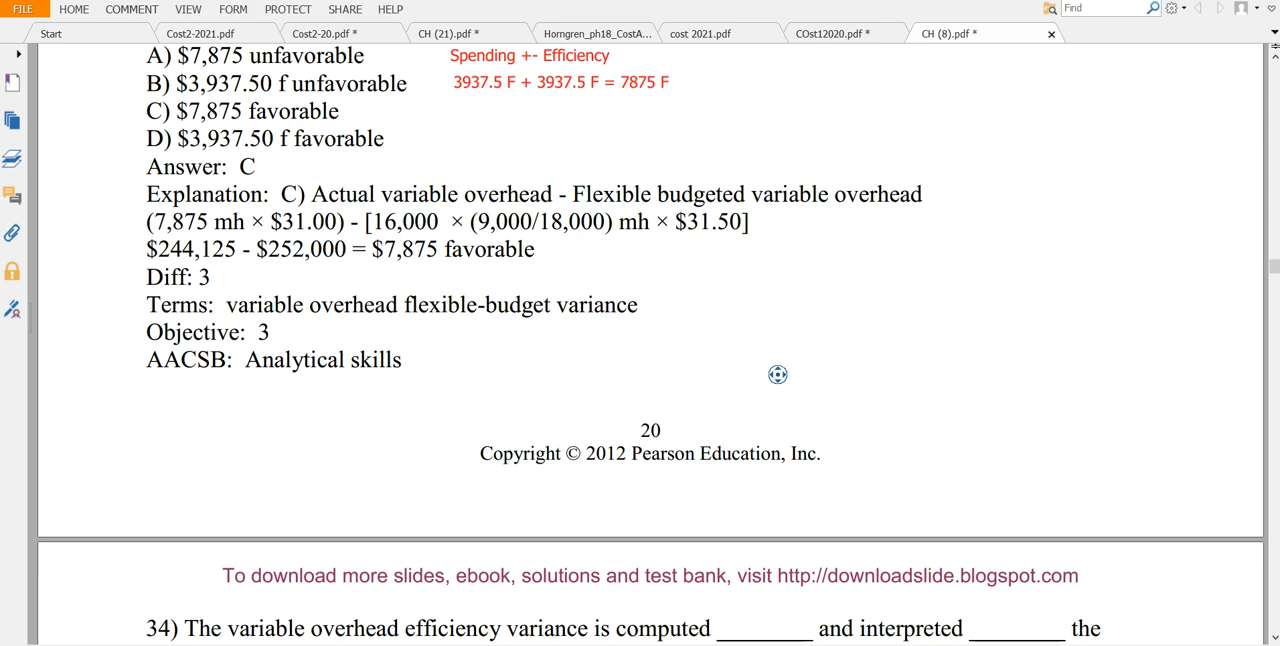 FILE HOME COMMENT VIEW FORM PROTECT SHARE HELP Find
Start Cost2-2021.pdf Cost2-20.pdf * CH (21).pdf * Horngren_ph18_CostA... cost 2021.pdf COst12020.pdf * CH (8).pdf *
A) $7,875 unfavorable Spending +- Efficiency
B) $3,937.50 f unfavorable 3937.5 F + 3937.5 F = 7875 F
C) $7,875 favorable
D) $3,937.50 f favorable
Answer: C
Explanation: C) Actual variable overhead - Flexible budgeted variable overhead
(7,875 mh × $31.00) - [16,000 × (9,000/18,000) mh × $31.50]
$244,125 - $252,000 = $7,875 favorable
Diff: 3
Terms: variable overhead flexible-budget variance
Objective: 3
AACSB: Analytical skills
20
Copyright © 2012 Pearson Education, Inc.
To download more slides, ebook, solutions and test bank, visit http://downloadslide.blogspot.com
34) The variable overhead efficiency variance is computed ________ and interpreted ________ the